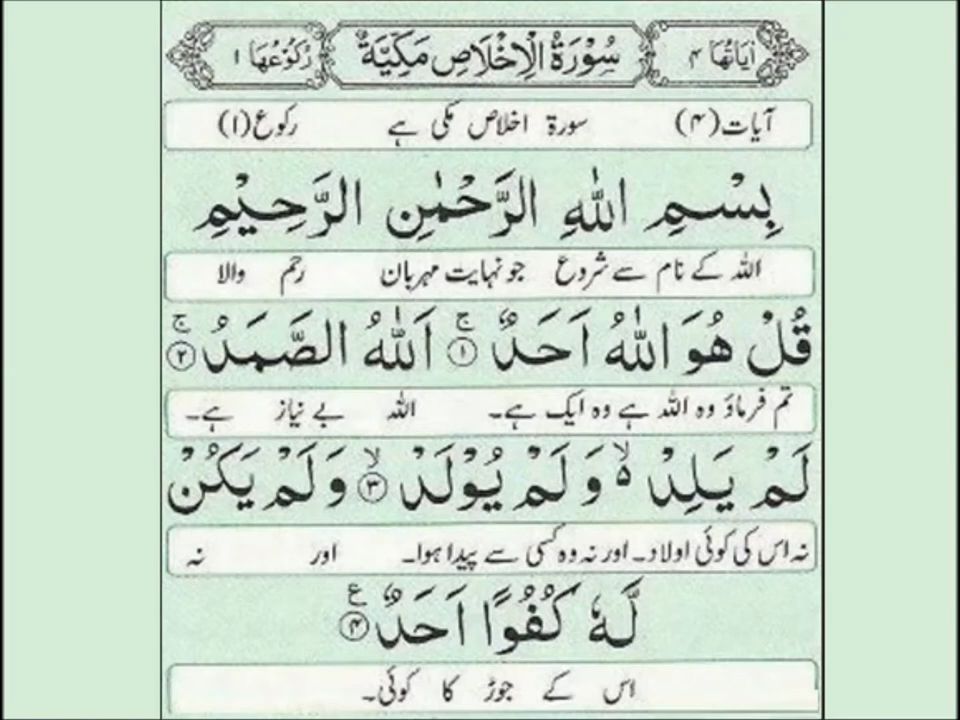 اٰيَاتُهَا ۴ سُوْرَةُ الْاِخْلَاصِ مَكِّيَّةٌ رُكُوْعُهَا ۱
آیات(۴) سورۃ اخلاص مکی ہے رکوع(۱)
بِسْمِ اللّٰهِ الرَّحْمٰنِ الرَّحِيْمِ
اللہ کے نام سے شروع جو نہایت مہربان رحم والا
قُلْ هُوَ اللّٰهُ اَحَدٌ ۚ‏﴿۱﴾ اَللّٰهُ الصَّمَدُ ۚ‏﴿۲﴾
تم فرماؤ وہ اللہ ہے وہ ایک ہے۔ اللہ بے نیاز ہے۔
لَمْ يَلِدْ ۙ۬ وَلَمْ يُوْلَدْ ۙ‏﴿۳﴾ وَلَمْ يَكُنْ
نہ اس کی کوئی اولاد۔ اور نہ وہ کسی سے پیدا ہوا۔ اور نہ
لَّهٗ كُفُوًا اَحَدٌ ﴿۴﴾ ع
اس کے جوڑ کا کوئی۔